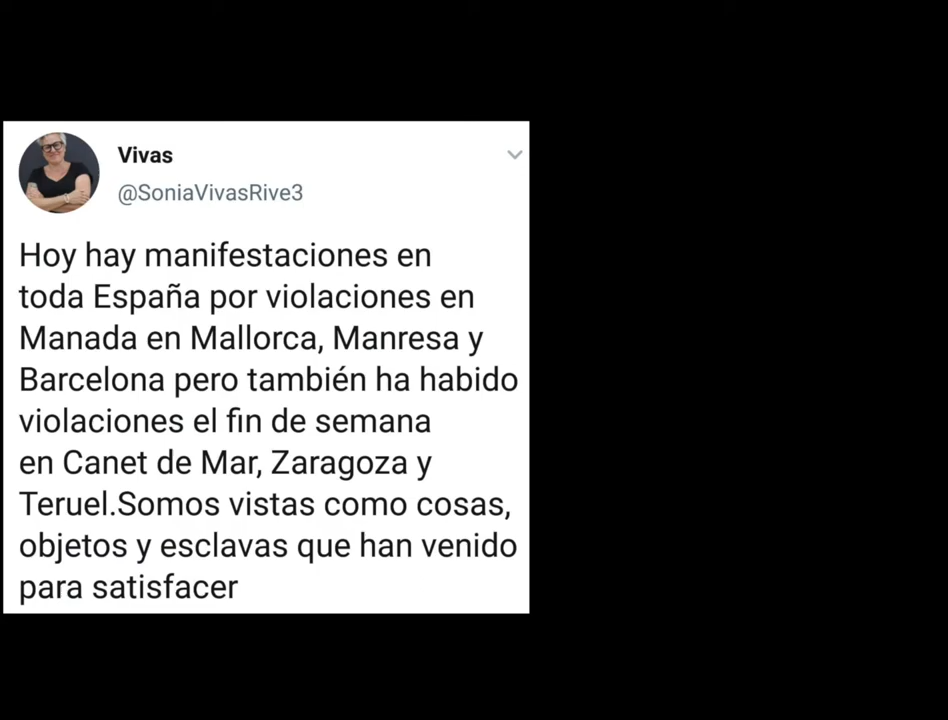 Vivas
@SoniaVivasRive3
Hoy hay manifestaciones en
toda España por violaciones en
Manada en Mallorca, Manresa y
Barcelona pero también ha habido
violaciones el fin de semana
en Canet de Mar, Zaragoza y
Teruel.Somos vistas como cosas,
objetos y esclavas que han venido
para satisfacer